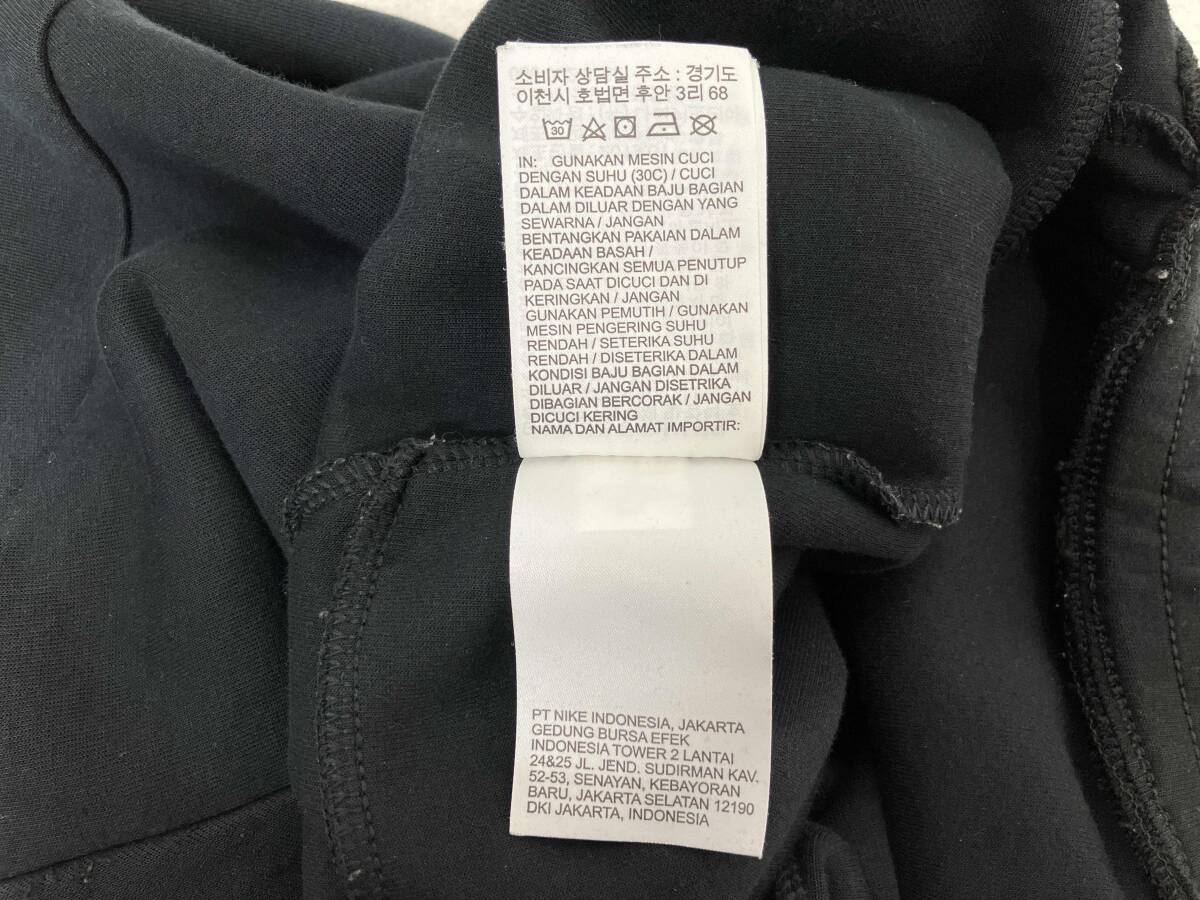 소비자 상담실 주소 : 경기도
이천시 호법면 후안 3리 68
30
IN: GUNAKAN MESIN CUCI
DENGAN SUHU (30C) / CUCI
DALAM KEADAAN BAJU BAGIAN
DALAM DILUAR DENGAN YANG
SEWARNA / JANGAN
BENTANGKAN PAKAIAN DALAM
KEADAAN BASAH /
KANCINGKAN SEMUA PENUTUP
PADA SAAT DICUCI DAN DI
KERINGKAN / JANGAN
GUNAKAN PEMUTIH / GUNAKAN
MESIN PENGERING SUHU
RENDAH / SETERIKA SUHU
RENDAH / DISETERIKA DALAM
KONDISI BAJU BAGIAN DALAM
DILUAR / JANGAN DISETRIKA
DIBAGIAN BERCORAK / JANGAN
DICUCI KERING
NAMA DAN ALAMAT IMPORTIR:
PT NIKE INDONESIA, JAKARTA
GEDUNG BURSA EFEK
INDONESIA TOWER 2 LANTAI
24&25 JL. JEND. SUDIRMAN KAV.
52-53, SENAYAN, KEBAYORAN
BARU, JAKARTA SELATAN 12190
DKI JAKARTA, INDONESIA